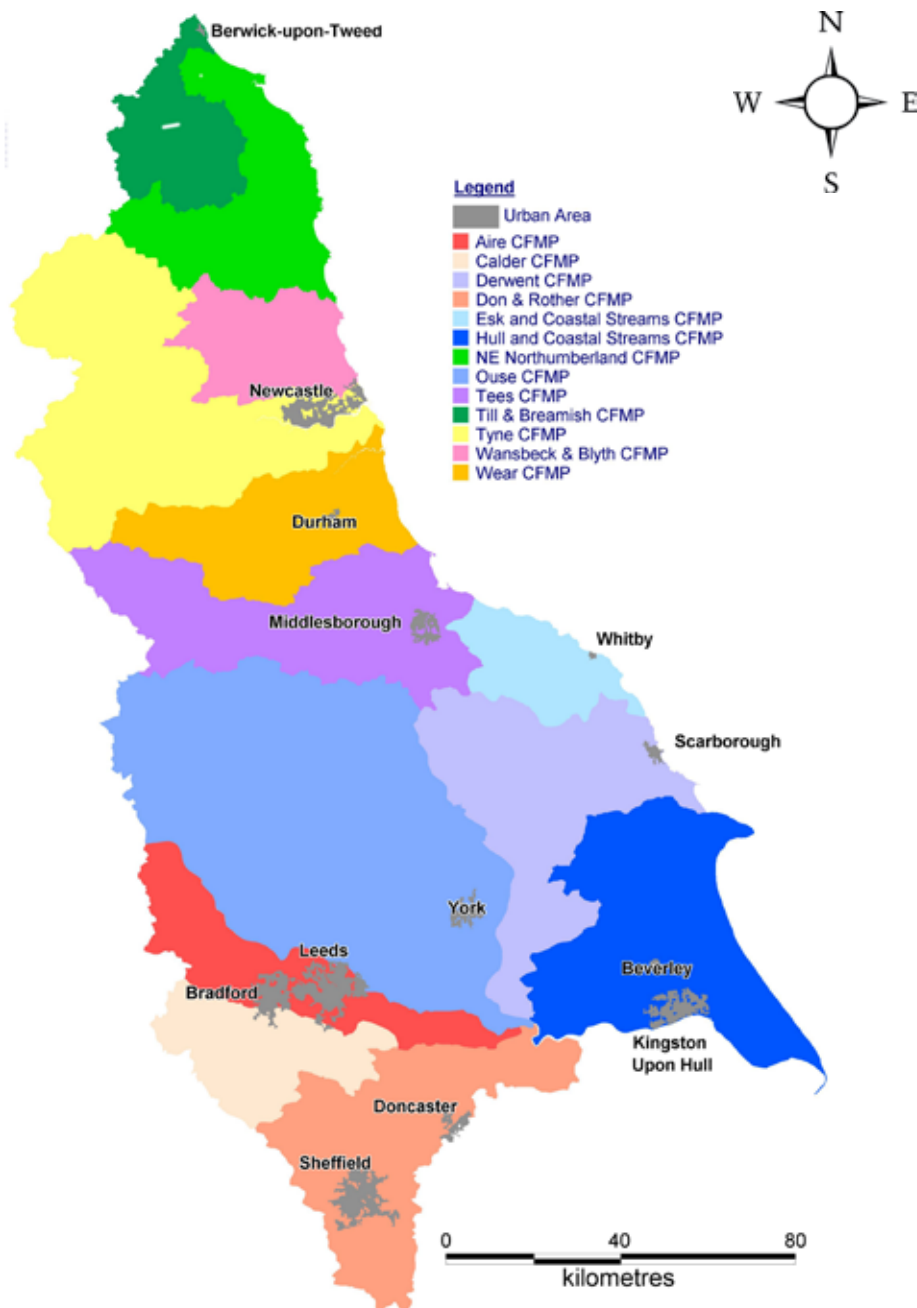 Berwick-upon-Tweed
N
W
E
S
Legend
Urban Area
Aire CFMP
Calder CFMP
Derwent CFMP
Don & Rother CFMP
Esk and Coastal Streams CFMP
Hull and Coastal Streams CFMP
NE Northumberland CFMP
Ouse CFMP
Tees CFMP
Till & Breamish CFMP
Tyne CFMP
Wansbeck & Blyth CFMP
Wear CFMP
Newcastle
Durham
Middlesborough
Whitby
Scarborough
York
Leeds
Bradford
Beverley
Kingston
Upon Hull
Doncaster
Sheffield
0 40 80
kilometres